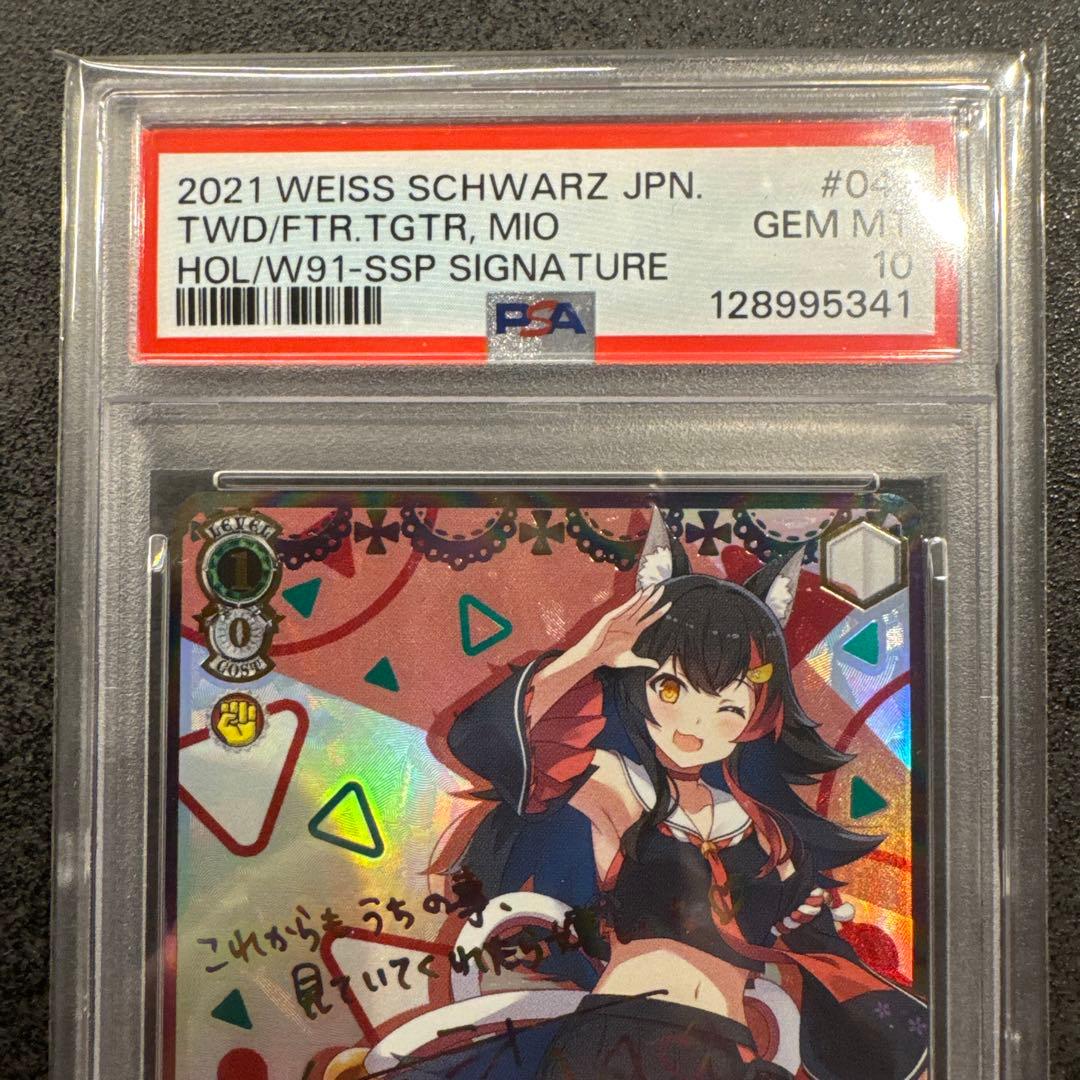 2021 WEISS SCHWARZ JPN.
#04
TWD/FTR.TGTR, MIO
GEM MT
HOL/W91-SSP SIGNATURE
10
PSA
128995341
LEVEL
1
0
COST
これからもうちの事、
見ていてくれたら